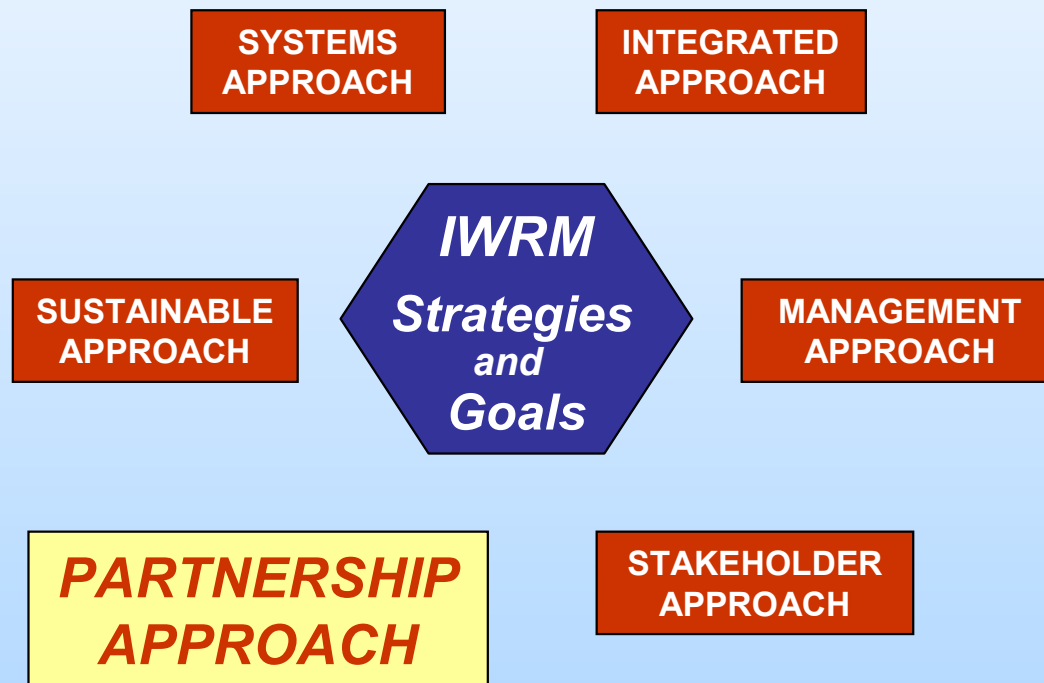 SYSTEMS
APPROACH
INTEGRATED
APPROACH
IWRM
Strategies
and
Goals
SUSTAINABLE
APPROACH
MANAGEMENT
APPROACH
PARTNERSHIP
APPROACH
STAKEHOLDER
APPROACH